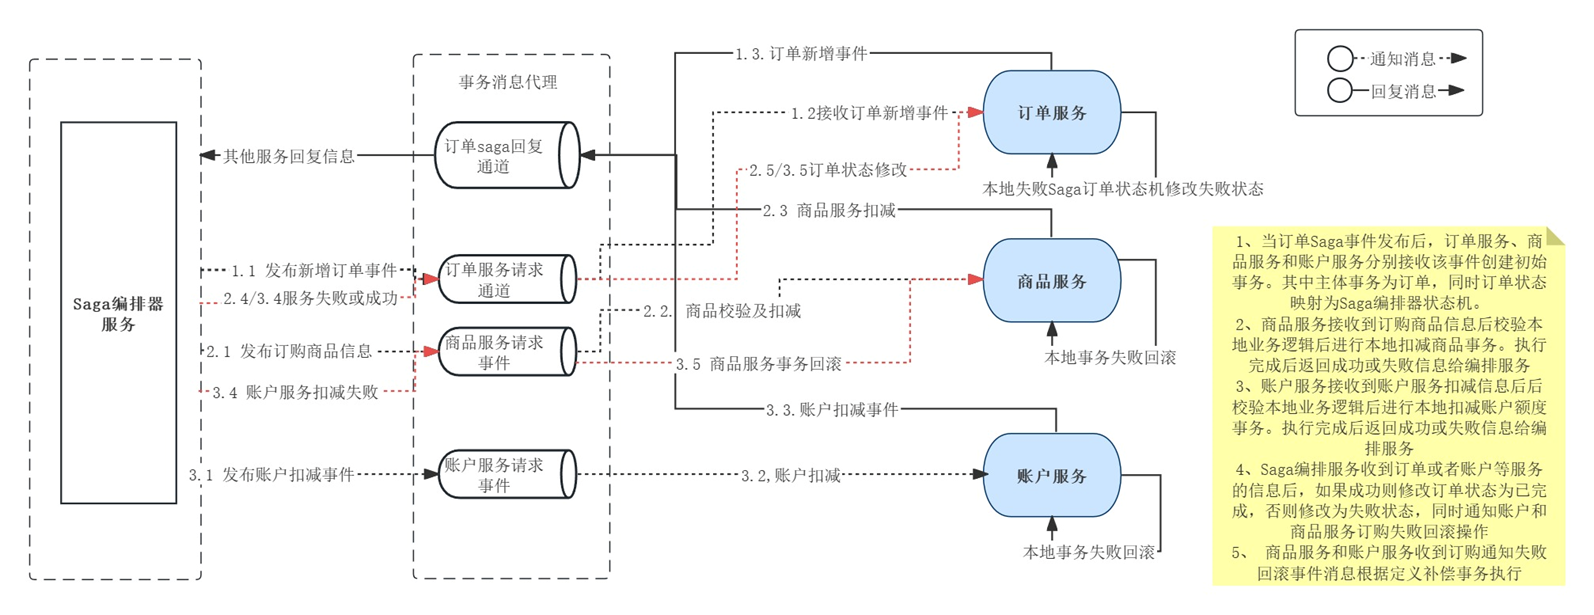 Saga编排器
服务
事务消息代理
订单saga回复
通道
其他服务回复信息
订单服务请求
通道
商品服务请求
事件
账户服务请求
事件
1.1 发布新增订单事件
2.4/3.4服务失败或成功
2.1 发布订购商品信息
3.4 账户服务扣减失败
3.1 发布账户扣减事件
1.3.订单新增事件
1.2接收订单新增事件
2.5/3.5订单状态修改
2.3 商品服务扣减
2.2. 商品校验及扣减
3.5 商品服务事务回滚
3.3.账户扣减事件
3.2,账户扣减
订单服务
本地失败Saga订单状态机修改失败状态
商品服务
本地事务失败回滚
账户服务
本地事务失败回滚
通知消息
回复消息
1、当订单Saga事件发布后，订单服务、商
品服务和账户服务分别接收该事件创建初始
事务。其中主体事务为订单，同时订单状态
映射为Saga编排器状态机。
2、商品服务接收到订购商品信息后校验本
地业务逻辑后进行本地扣减商品事务。执行
完成后返回成功或失败信息给编排服务
3、账户服务接收到账户服务扣减信息后后
校验本地业务逻辑后进行本地扣减账户额度
事务。执行完成后返回成功或失败信息给编
排服务
4、Saga编排服务收到订单或者账户等服务
的信息后，如果成功则修改订单状态为已完
成，否则修改为失败状态，同时通知账户和
商品服务订购失败回滚操作
5、 商品服务和账户服务收到订购通知失败
回滚事件消息根据定义补偿事务执行